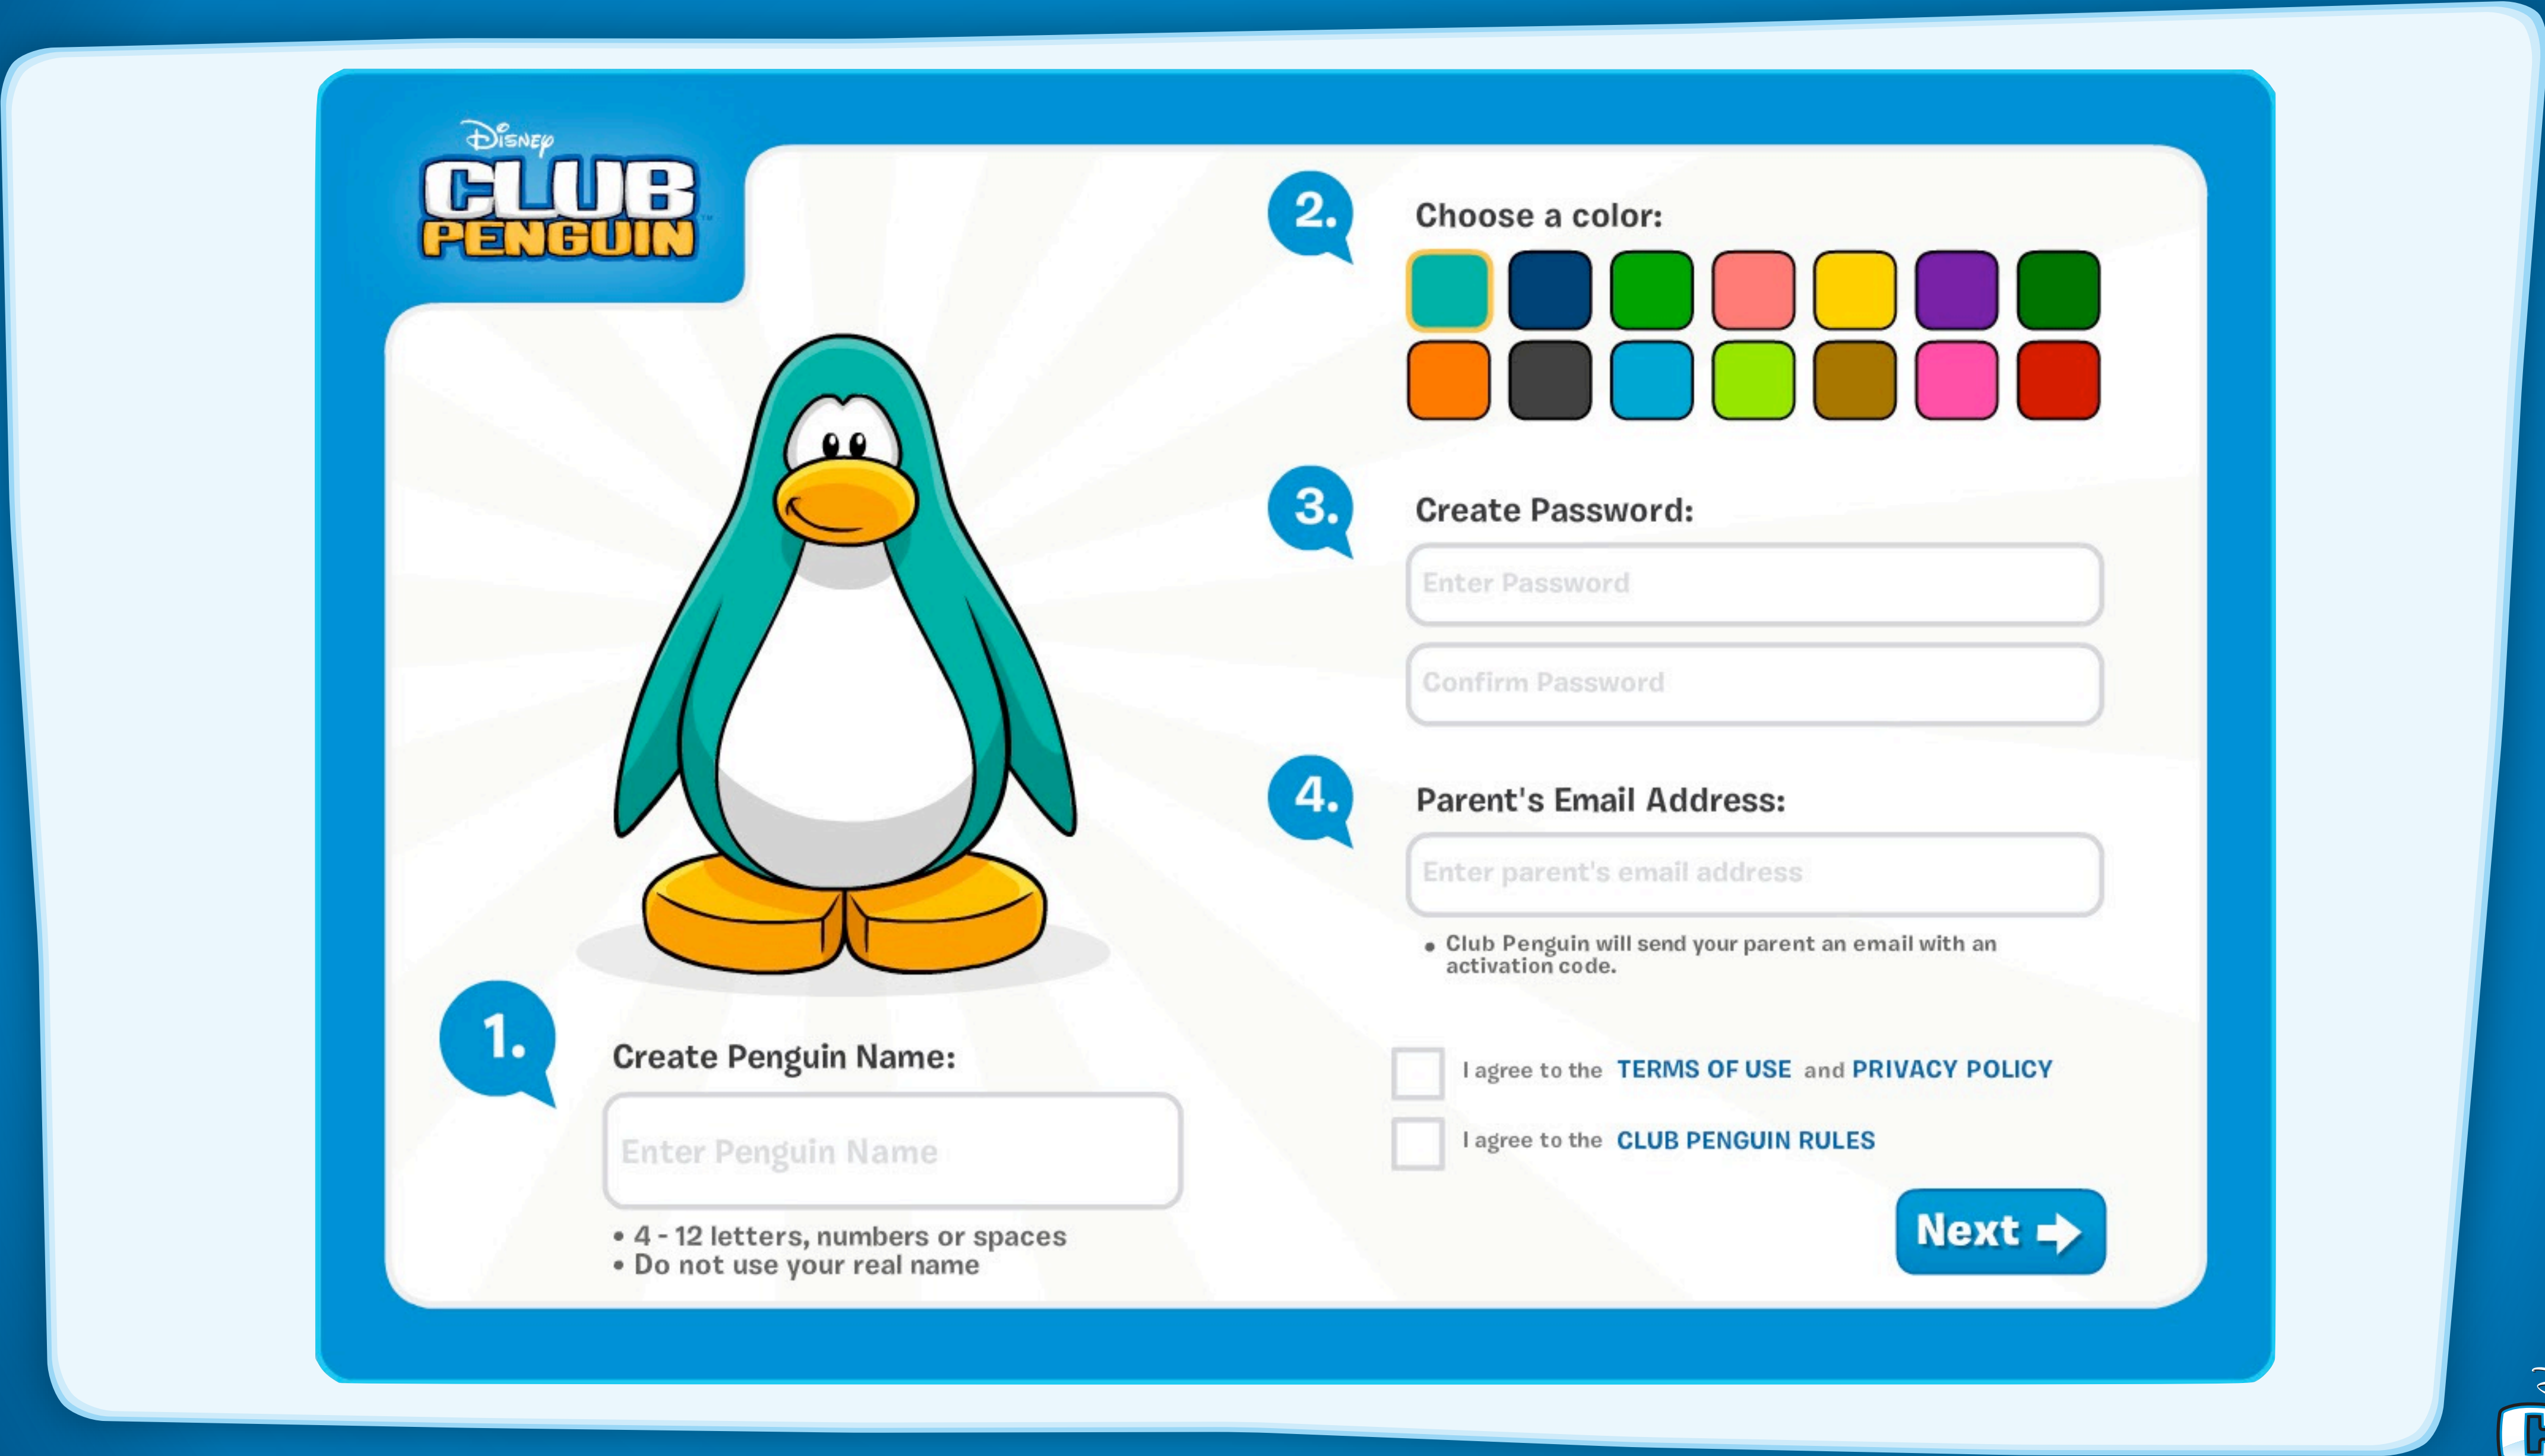 Disney
CLUB
PENGUIN
™
1.
Create Penguin Name:
Enter Penguin Name
• 4 - 12 letters, numbers or spaces
• Do not use your real name
2.
Choose a color:
3.
Create Password:
Enter Password
Confirm Password
4.
Parent's Email Address:
Enter parent's email address
• Club Penguin will send your parent an email with an
activation code.
I agree to the TERMS OF USE and PRIVACY POLICY
I agree to the CLUB PENGUIN RULES
Next